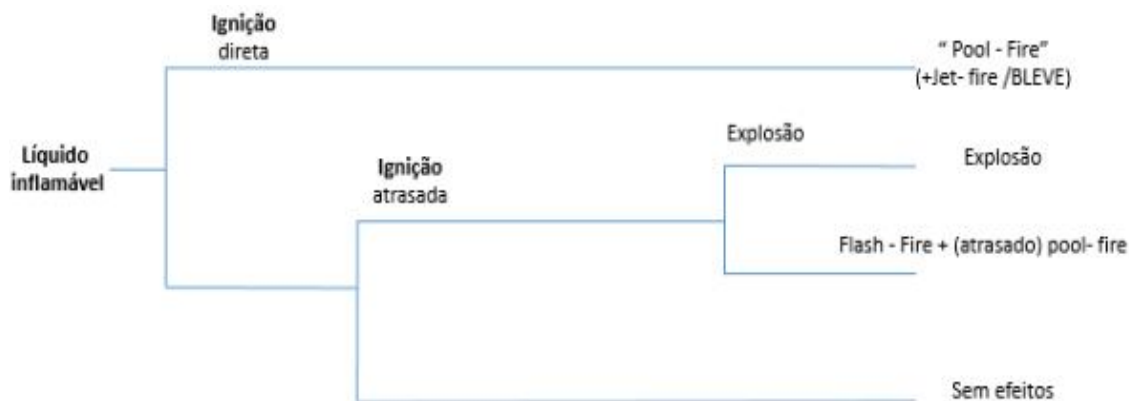 Ignição
direta
“ Pool - Fire”
(+Jet- fire /BLEVE)
Líquido
inflamável
Ignição
atrasada
Explosão
Explosão
Flash - Fire + (atrasado) pool- fire
Sem efeitos